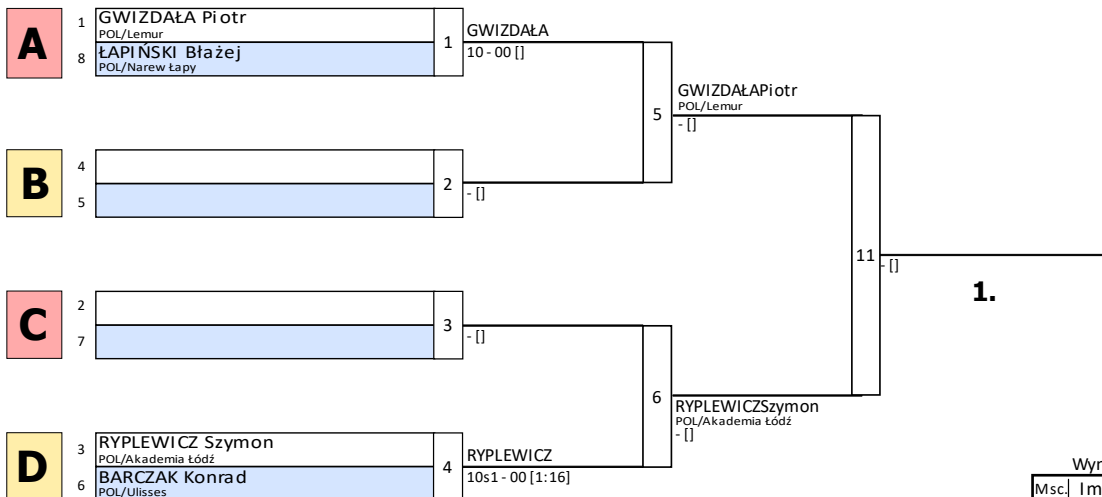 A
1 GWIZDAŁA Piotr
POL/Lemur
8 ŁAPIŃSKI Błażej
POL/Narew Łapy
1
GWIZDAŁA
10 - 00 []
5
GWIZDAŁAPiotr
POL/Lemur
- []
B
4
5
2
- []
11
- []
1.
C
2
7
3
- []
6
RYPLEWICZSzymon
POL/Akademia Łódź
- []
D
3 RYPLEWICZ Szymon
POL/Akademia Łódź
6 BARCZAK Konrad
POL/Ulisses
4
RYPLEWICZ
10s1 - 00 [1:16]
Wyr
Msc. Im